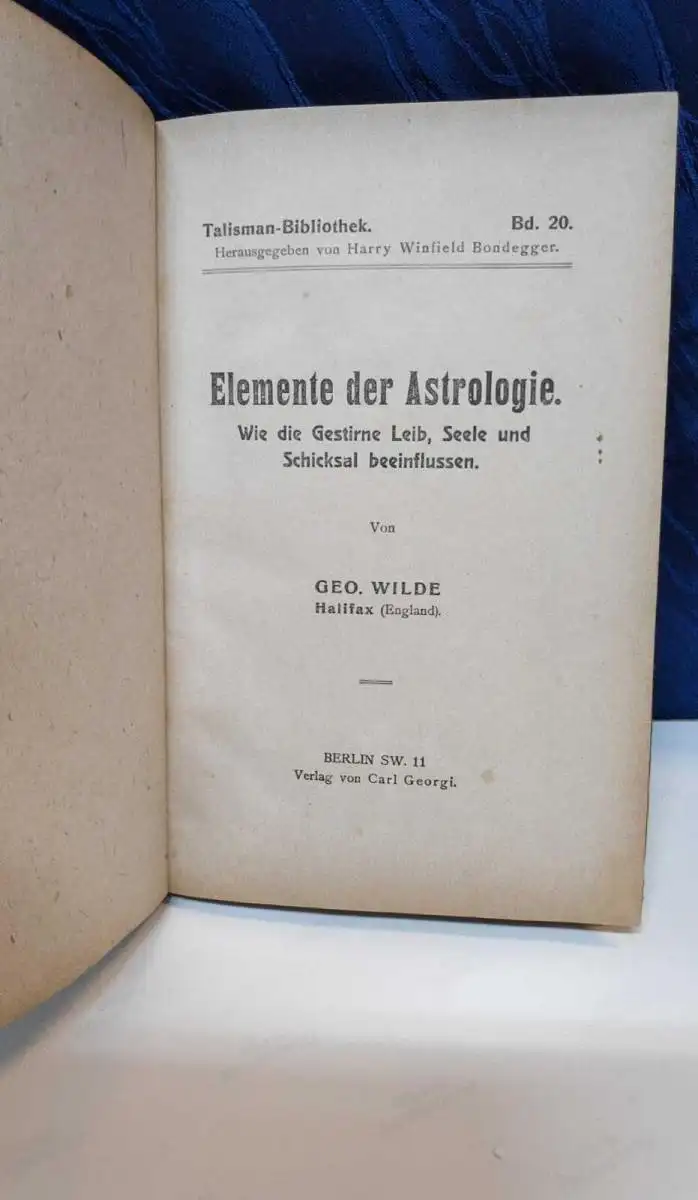 Talisman-Bibliothek. Bd. 20.
Herausgegeben von Harry Winfield Bondegger.
Elemente der Astrologie.
Wie die Gestirne Leib, Seele und
Schicksal beeinflussen.
Von
GEO. WILDE
Halifax (England).
BERLIN SW. 11
Verlag von Carl Georgi.